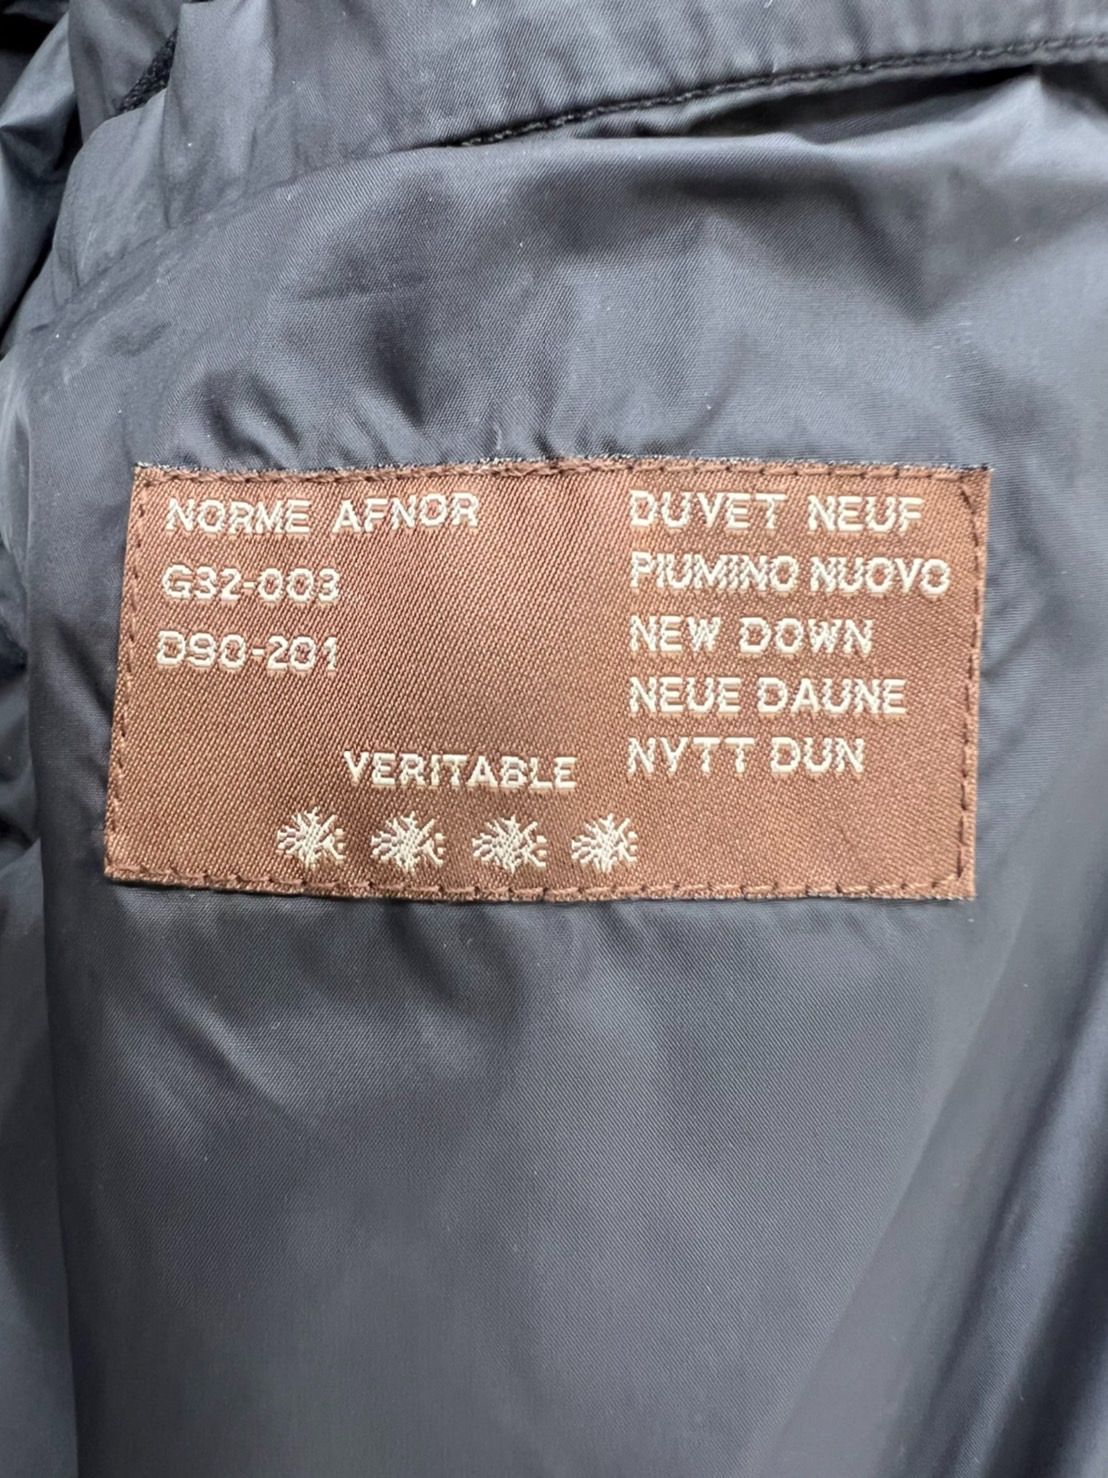 NORME AFNOR
G32-003
D90-201
VERITABLE
DUVET NEUF
PIUMINO NUOVO
NEW DOWN
NEUE DAUNE
NYTT DUN